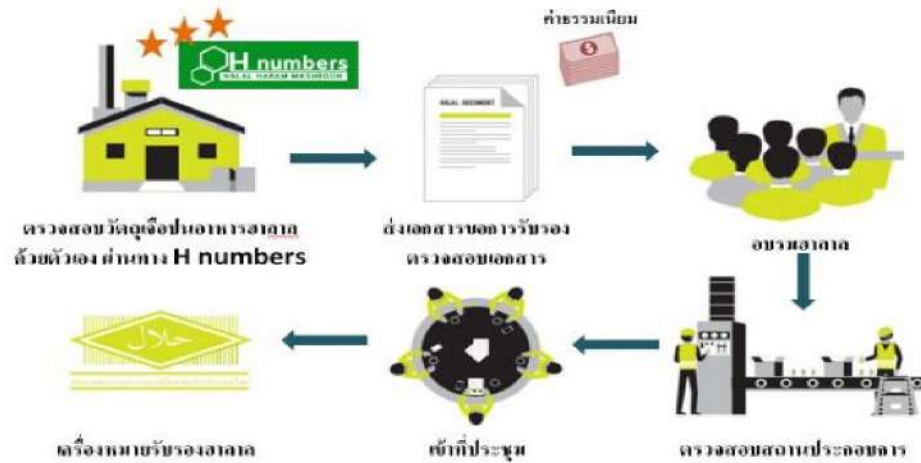 ค่าธรรมเนียม
H numbers
HALAL HARAM MASHBOOH
HALAL DOCUMENT
ตรวจสอบวัตถุเจือปนอาหารฮาลาล
ด้วยตัวเอง ผ่านทาง H numbers
ส่งเอกสารขอการรับรอง
ตรวจสอบเอกสาร
อบรมฮาลาล
حلال
เครื่องหมายรับรองฮาลาล
เข้าที่ประชุม
ตรวจสอบสถานประกอบการ